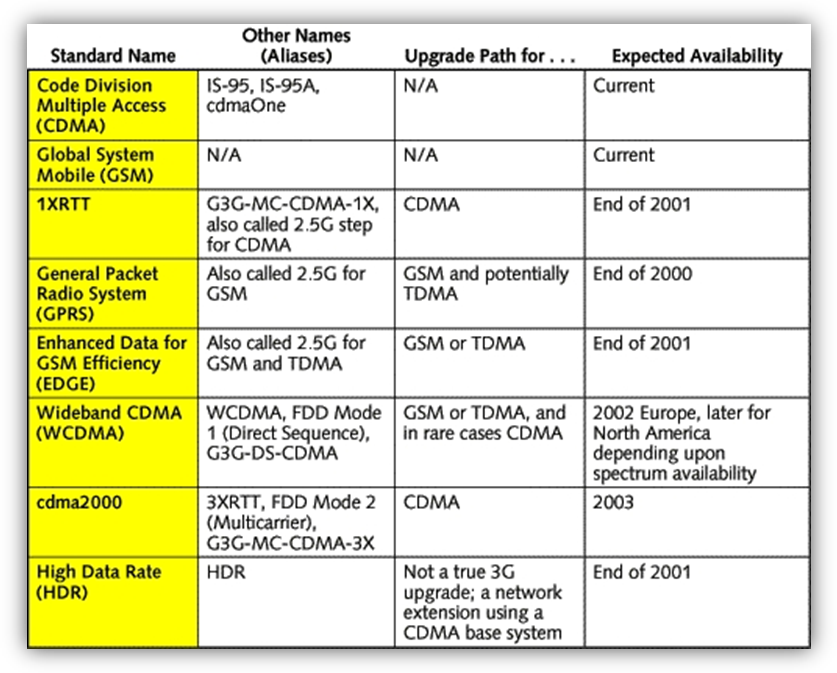 Standard Name
Other Names
(Aliases)
Upgrade Path for . . .
Expected Availability
Code Division
Multiple Access
(CDMA)
IS-95, IS-95A,
cdmaOne
N/A
Current
Global System
Mobile (GSM)
N/A
N/A
Current
1XRTT
G3G-MC-CDMA-1X,
also called 2.5G step
for CDMA
CDMA
End of 2001
General Packet
Radio System
(GPRS)
Also called 2.5G for
GSM
GSM and potentially
TDMA
End of 2000
Enhanced Data for
GSM Efficiency
(EDGE)
Also called 2.5G for
GSM and TDMA
GSM or TDMA
End of 2001
Wideband CDMA
(WCDMA)
WCDMA, FDD Mode
1 (Direct Sequence),
G3G-DS-CDMA
GSM or TDMA, and
in rare cases CDMA
2002 Europe, later for
North America
depending upon
spectrum availability
cdma2000
3XRTT, FDD Mode 2
(Multicarrier),
G3G-MC-CDMA-3X
CDMA
2003
High Data Rate
(HDR)
HDR
Not a true 3G
upgrade; a network
extension using a
CDMA base system
End of 2001